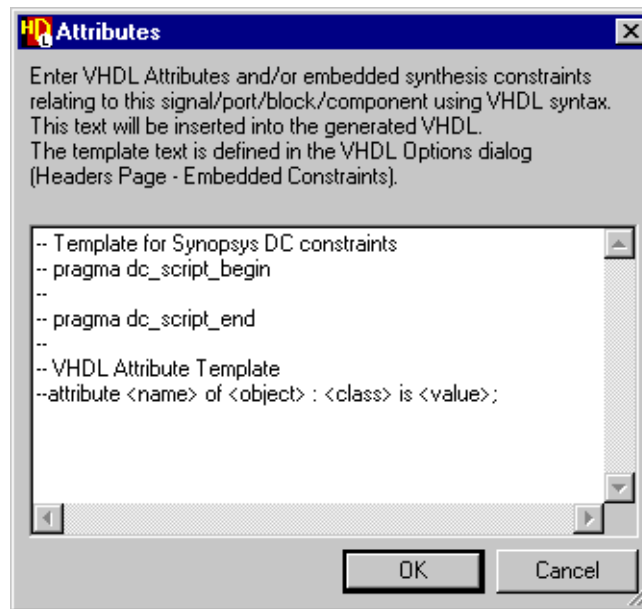 HDL Attributes
Enter VHDL Attributes and/or embedded synthesis constraints
relating to this signal/port/block/component using VHDL syntax.
This text will be inserted into the generated VHDL.
The template text is defined in the VHDL Options dialog
(Headers Page - Embedded Constraints).
-- Template for Synopsys DC constraints
-- pragma dc_script_begin
--
-- pragma dc_script_end
--
-- VHDL Attribute Template
--attribute <name> of <object> : <class> is <value>;
OK Cancel